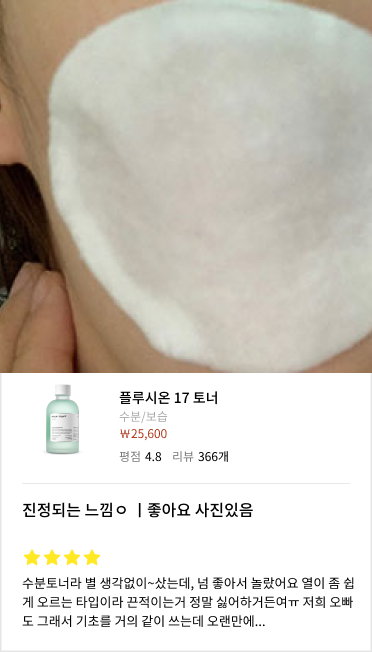 플루시온 17 토너
수분/보습
₩25,600
평점 4.8 리뷰 366개
진정되는 느낌ㅇ ㅣ좋아요 사진있음
수분토너라 별 생각없이~샀는데, 넘 좋아서 놀랐어요 열이 좀 쉽
게 오르는 타입이라 끈적이는거 정말 싫어하거든여ㅠ 저희 오빠
도 그래서 기초를 거의 같이 쓰는데 오랜만에...